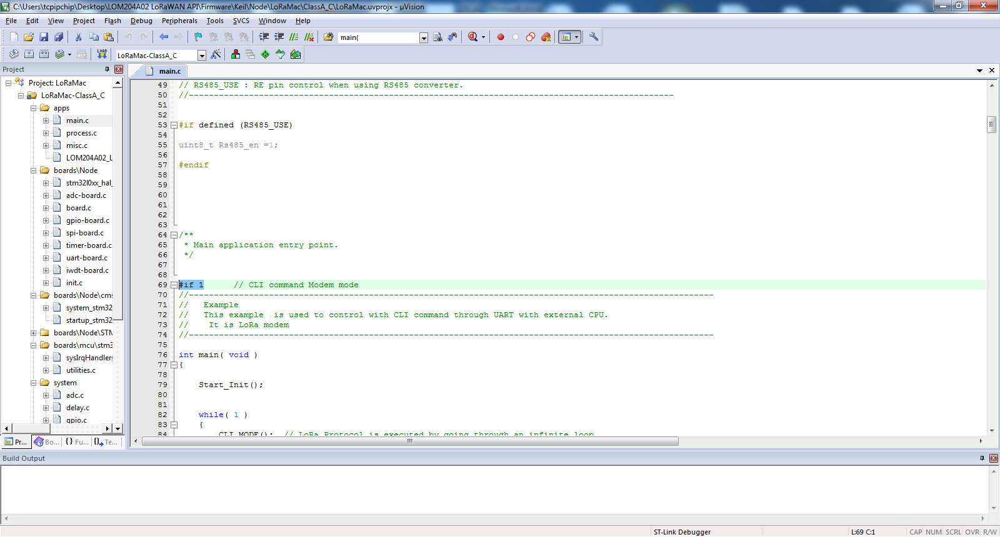 C:\Users\tcpipchip\Desktop\LOM204A02 LoRaWAN API\Firmware\Keil\Node\LoRaMac\ClassA_C\LoRaMac.uvprojx - µVision
File Edit View Project Flash Debug Peripherals Tools SVCS Window Help
main(
LOAD
LoRaMac-ClassA_C
Project
Project: LoRaMac
LoRaMac-ClassA_C
apps
main.c
process.c
misc.c
LOM204A02_L
boards\Node
stm32l0xx_hal_
adc-board.c
board.c
gpio-board.c
spi-board.c
timer-board.c
uart-board.c
iwdt-board.c
init.c
boards\Node\cms
system_stm32
startup_stm32
boards\Node\STM
boards\mcu\stm3
sysIrqHandlers
utilities.c
system
adc.c
delay.c
gpio.c
Pr... Bo... {} Fu... Te...
main.c
49 // RS485_USE : RE pin control when using RS485 converter.
50 //-------------------------------------------------------------------------------------------------
51
52
53 #if defined (RS485_USE)
54
55 uint8_t Rs485_en =1;
56
57 #endif
58
59
60
61
62
63
64 /**
65 * Main application entry point.
66 */
67
68
69 #if 1 // CLI command Modem mode
70 //---------------------------------------------------------------------------------------------------------
71 // Example
72 // This example is used to control with CLI command through UART with external CPU.
73 // It is LoRa modem
74 //---------------------------------------------------------------------------------------------------------
75
76 int main( void )
77 {
78
79 Start_Init();
80
81
82 while( 1 )
83 {
84 CLI_MODE(); // LoRa Protocol is executed by going through an infinite loop
Build Output
ST-Link Debugger
L:69 C:1
CAP NUM SCRL OVR R/W